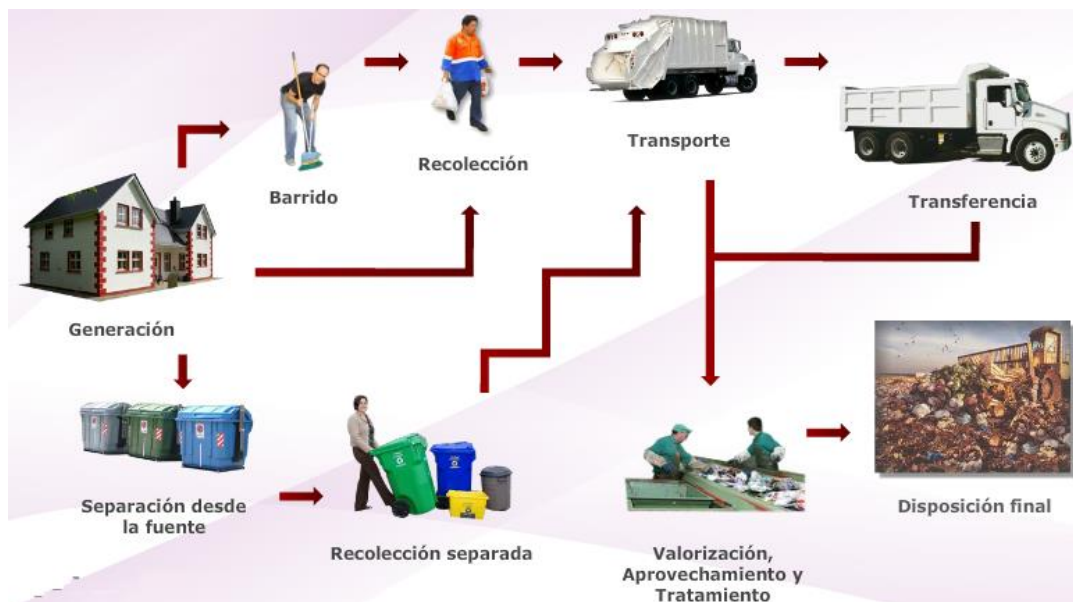 Barrido
Recolección
Transporte
Transferencia
Generación
Separación desde
la fuente
Recolección separada
Valorización,
Aprovechamiento y
Tratamiento
Disposición final